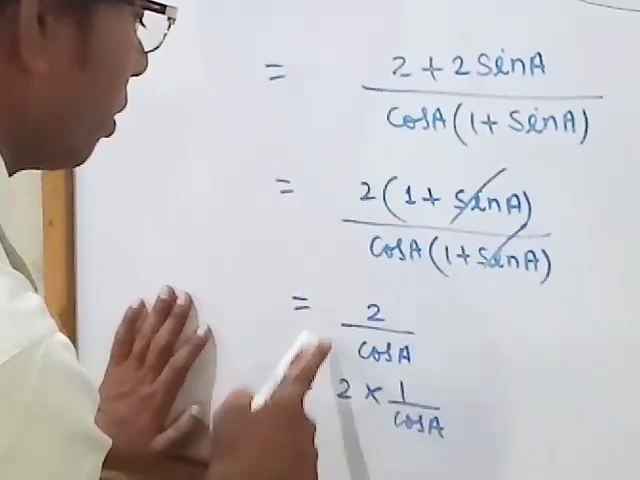 = 2 + 2 SinA / CosA (1 + SinA)
= 2 (1 + SinA) / CosA (1 + SinA)
= 2 / CosA
2 × 1 / CosA